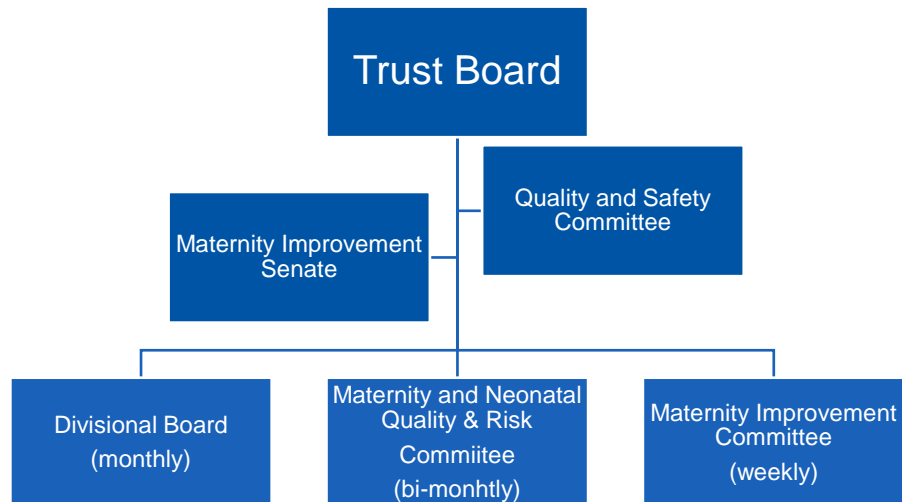 Trust Board
Quality and Safety
Committee
Maternity Improvement
Senate
Divisional Board
(monthly)
Maternity and Neonatal
Quality & Risk
Commiitee
(bi-monhtly)
Maternity Improvement
Committee
(weekly)